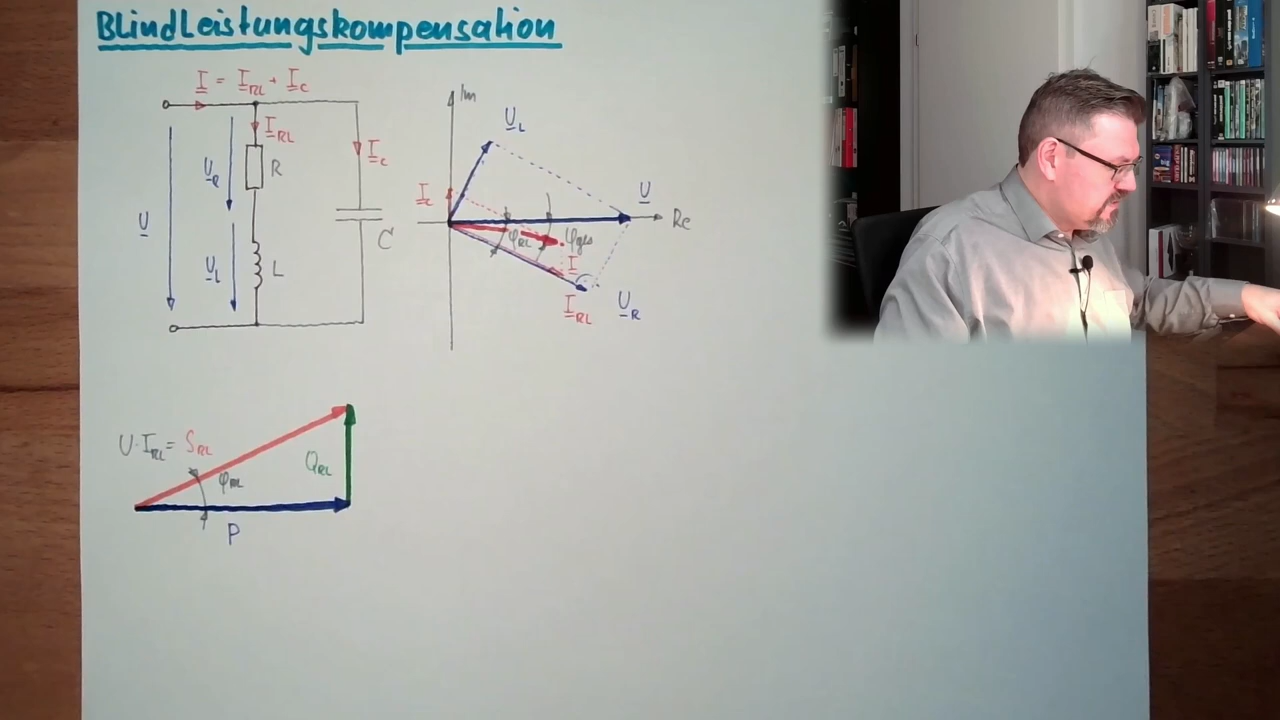 Blindleistungskompensation
I = I_RL + I_C
I_RL
U_R
R
I_C
U
C
U_L
L
Im
U_L
I_C
U
Re
φ_RL
φ_ges
I
I_RL
U_R
U·I_RL = S_RL
φ_RL
Q_RL
P